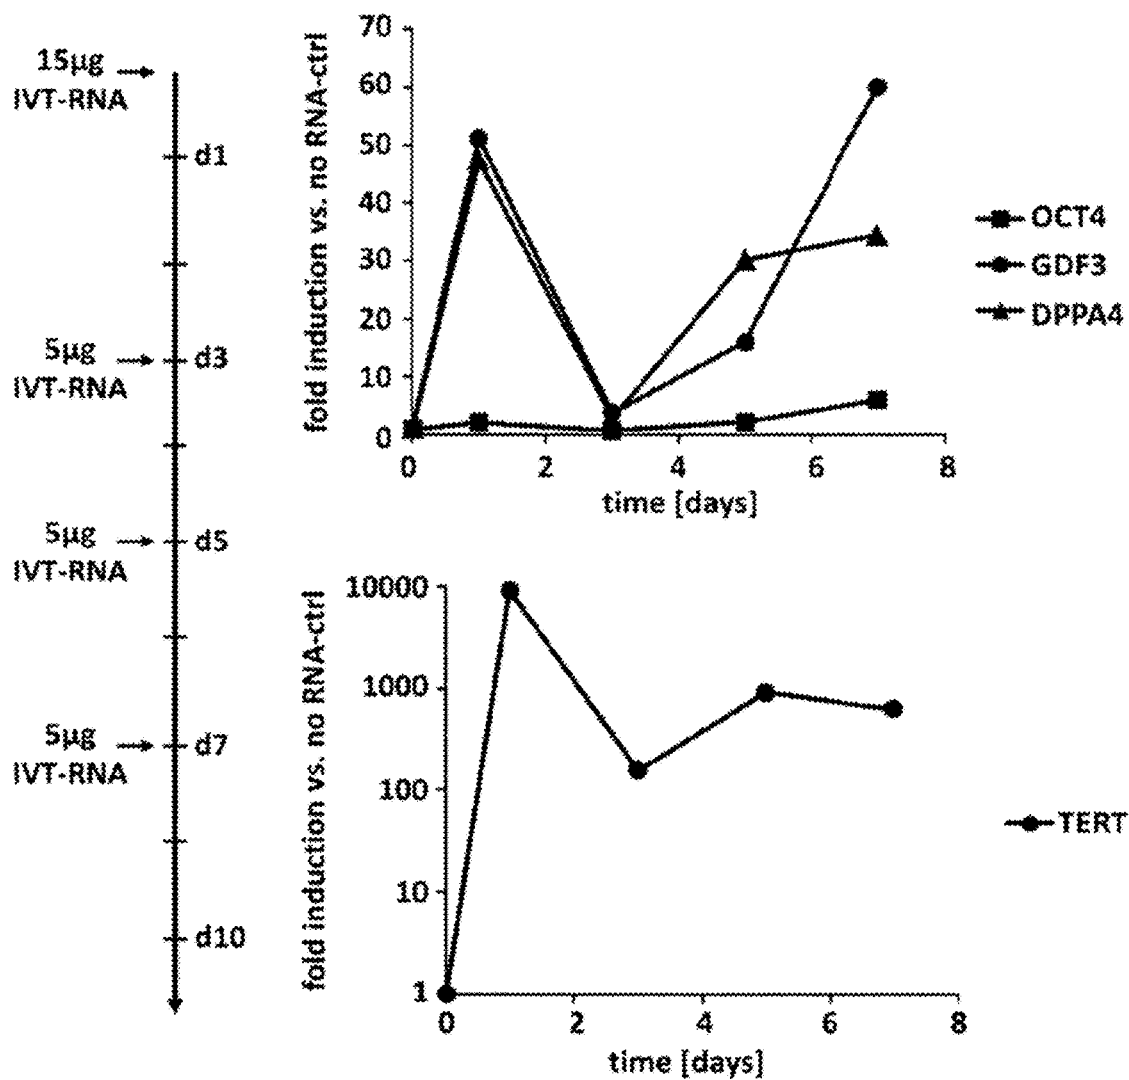 15µg
IVT-RNA
d1
5µg
IVT-RNA
d3
5µg
IVT-RNA
d5
5µg
IVT-RNA
d7
d10
fold induction vs. no RNA-ctrl
70
60
50
40
30
20
10
0
0 2 4 6 8
time [days]
OCT4
GDF3
DPPA4
fold induction vs. no RNA-ctrl
10000
1000
100
10
1
0 2 4 6 8
time [days]
TERT